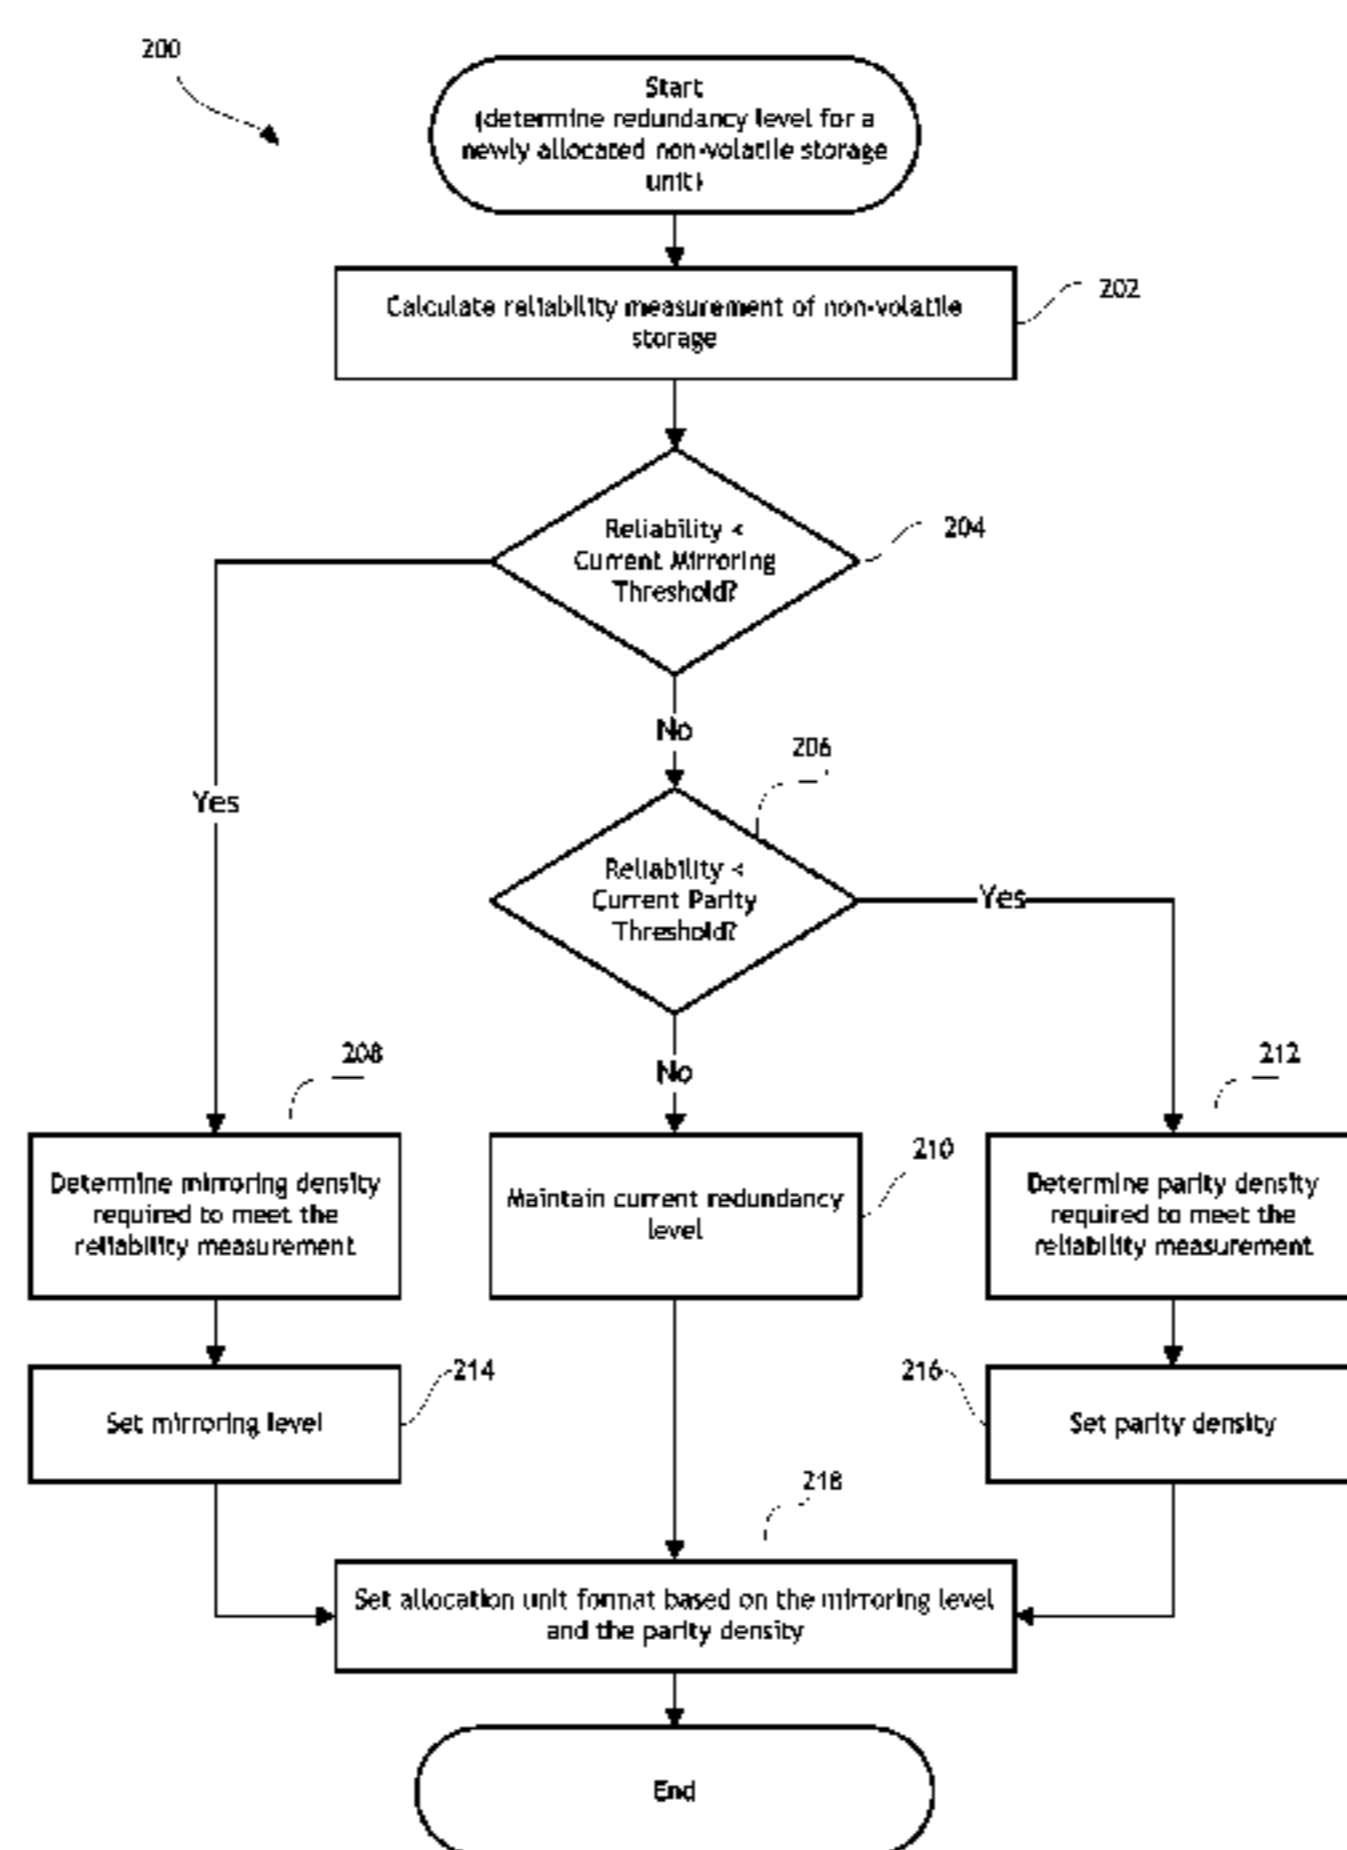 200
Start
(determine redundancy level for a
newly allocated non-volatile storage
unit)
Calculate reliability measurement of non-volatile
storage
202
Reliability <
Current Mirroring
Threshold?
204
No
Yes
206
Reliability <
Current Parity
Threshold?
Yes
No
208
212
Determine mirroring density
required to meet the
reliability measurement
Maintain current redundancy
level
210
Determine parity density
required to meet the
reliability measurement
Set mirroring level
214
216
Set parity density
218
Set allocation unit format based on the mirroring level
and the parity density
End